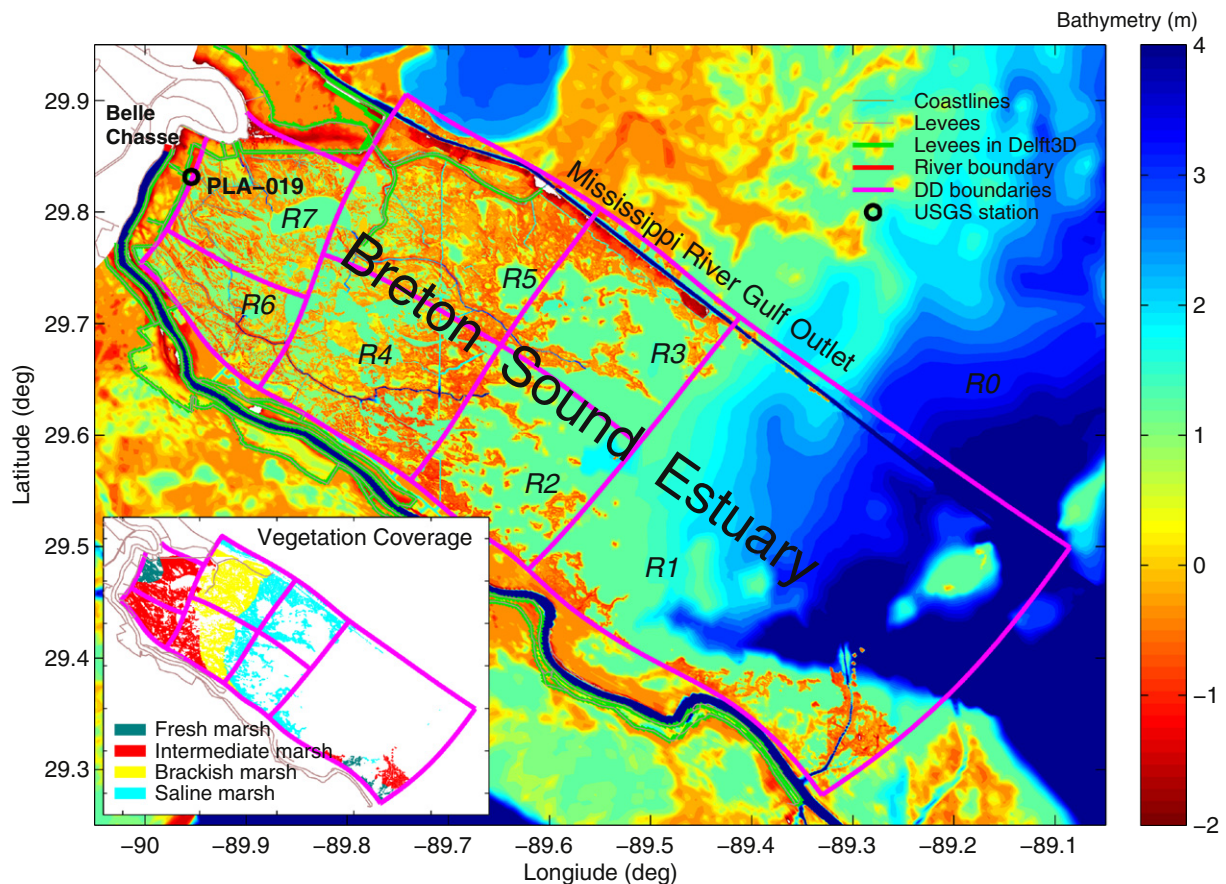 Bathymetry (m)
4
3
2
1
0
−1
−2
29.9
29.8
29.7
29.6
29.5
29.4
29.3
Latitude (deg)
−90
−89.9
−89.8
−89.7
−89.6
−89.5
−89.4
−89.3
−89.2
−89.1
Longiude (deg)
Belle
Chasse
PLA−019
Coastlines
Levees
Levees in Delft3D
River boundary
DD boundaries
USGS station
Mississippi River Gulf Outlet
Breton Sound Estuary
R7
R5
R6
R4
R3
R0
R2
R1
Vegetation Coverage
Fresh marsh
Intermediate marsh
Brackish marsh
Saline marsh